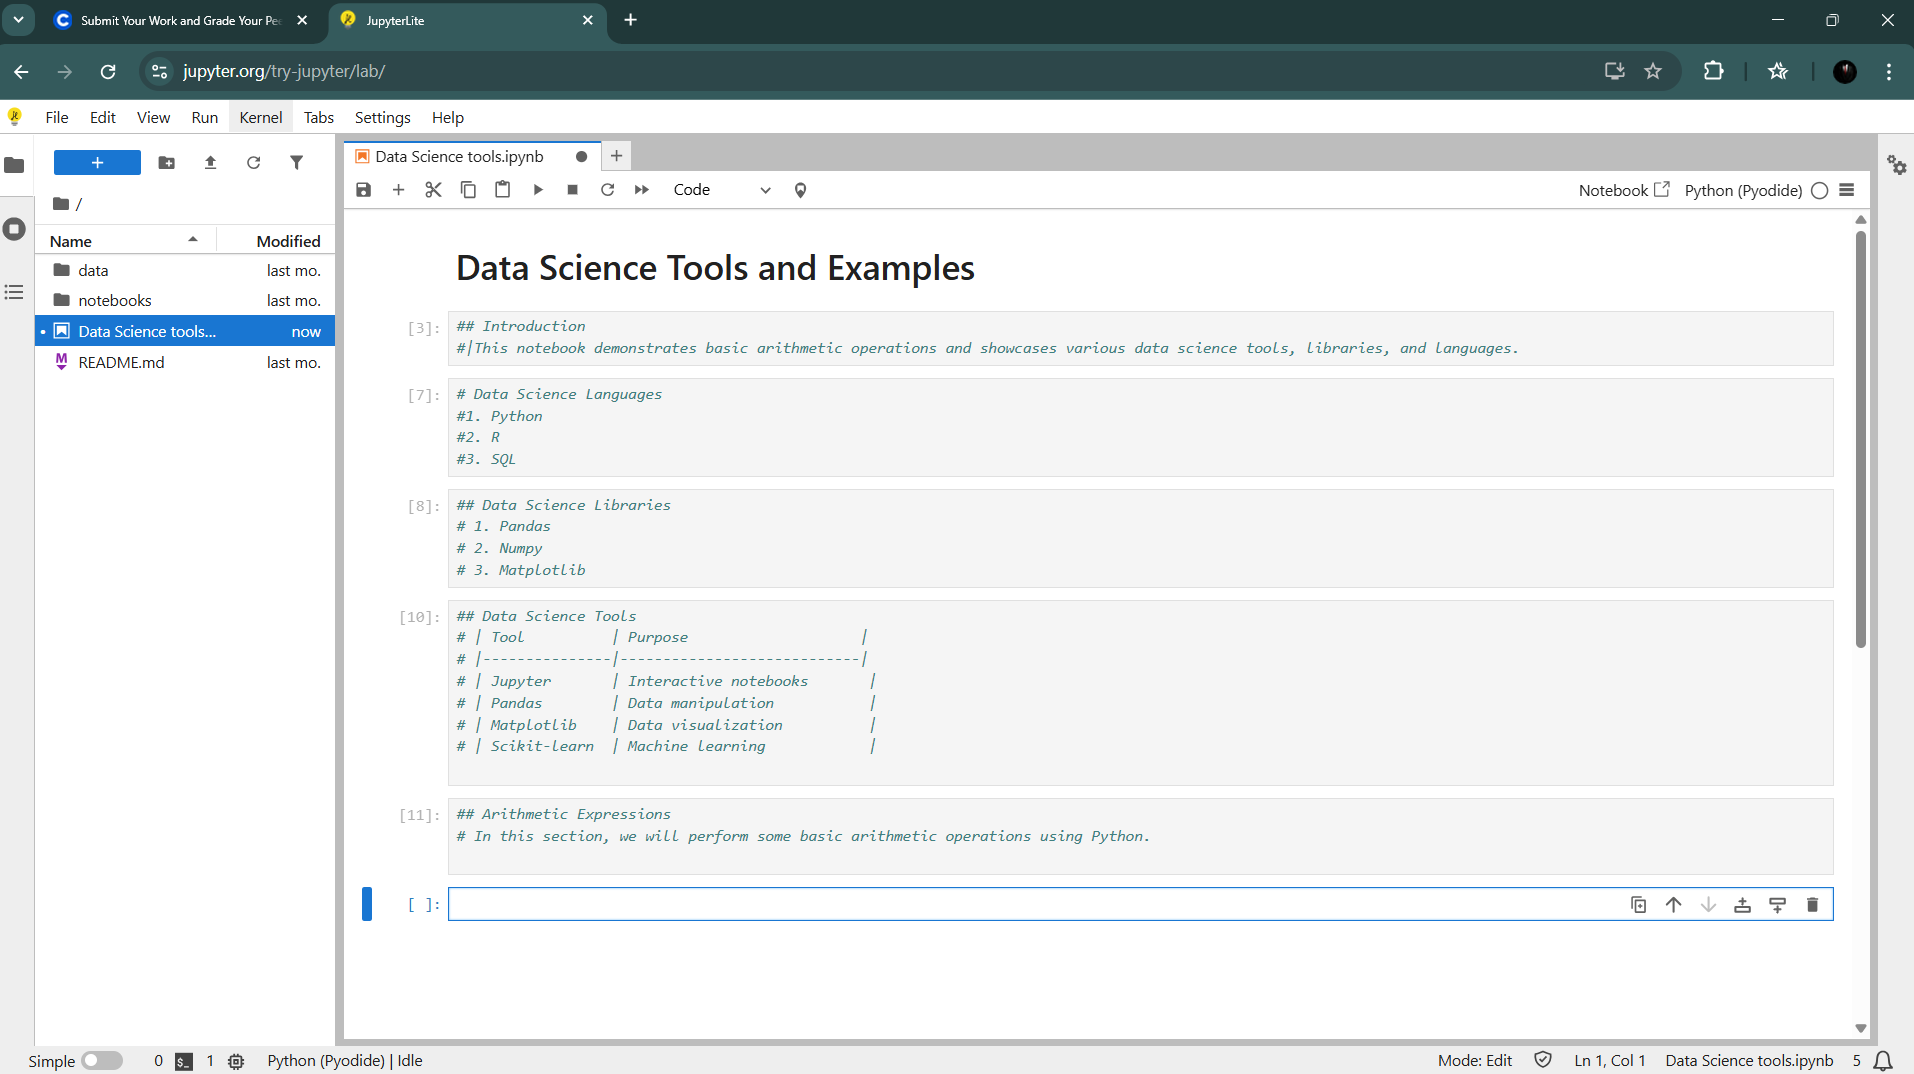 Submit Your Work and Grade Your Pee
JupyterLite
jupyter.org/try-jupyter/lab/
File Edit View Run Kernel Tabs Settings Help
Data Science tools.ipynb
Code
Notebook
Python (Pyodide)
/
Name Modified
data last mo.
notebooks last mo.
Data Science tools... now
README.md last mo.
Data Science Tools and Examples
[3]:
## Introduction
#|This notebook demonstrates basic arithmetic operations and showcases various data science tools, libraries, and languages.
[7]:
# Data Science Languages
#1. Python
#2. R
#3. SQL
[8]:
## Data Science Libraries
# 1. Pandas
# 2. Numpy
# 3. Matplotlib
[10]:
## Data Science Tools
# | Tool          | Purpose                    |
# |---------------|----------------------------|
# | Jupyter       | Interactive notebooks       |
# | Pandas        | Data manipulation           |
# | Matplotlib    | Data visualization          |
# | Scikit-learn  | Machine learning            |
[11]:
## Arithmetic Expressions
# In this section, we will perform some basic arithmetic operations using Python.
[ ]:
Simple 0 1 Python (Pyodide) | Idle
Mode: Edit Ln 1, Col 1 Data Science tools.ipynb 5